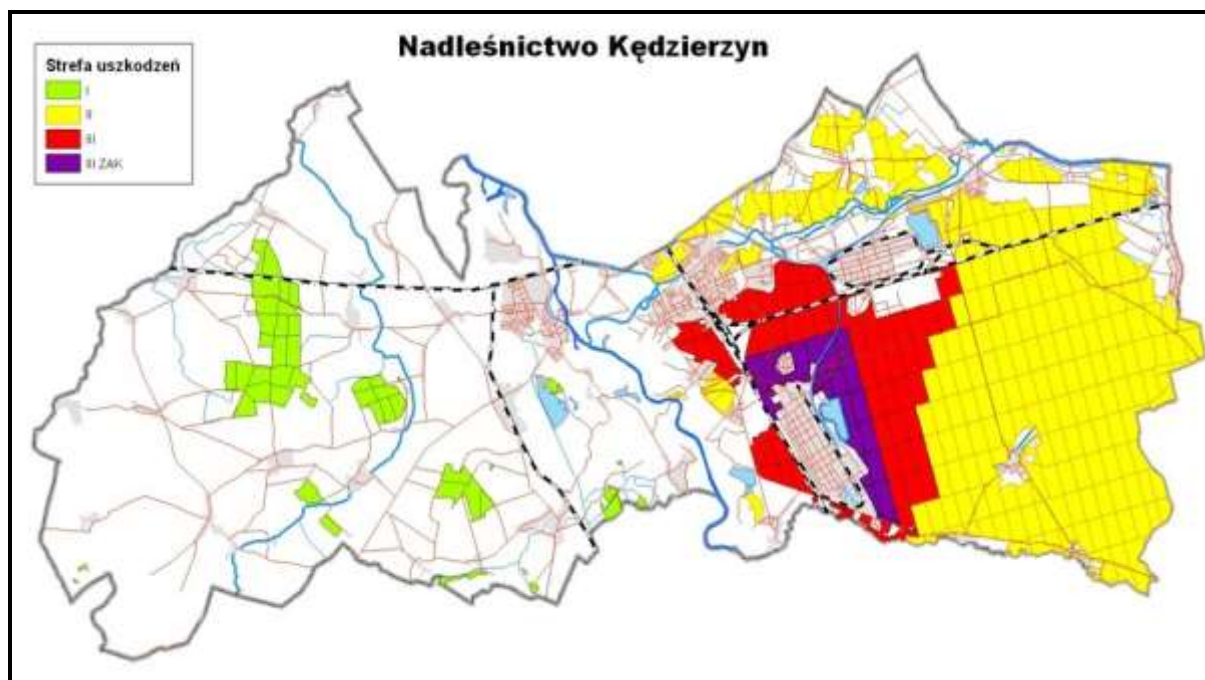 Nadleśnictwo Kędzierzyn
Strefa uszkodzeń
I
II
III
III ZAK